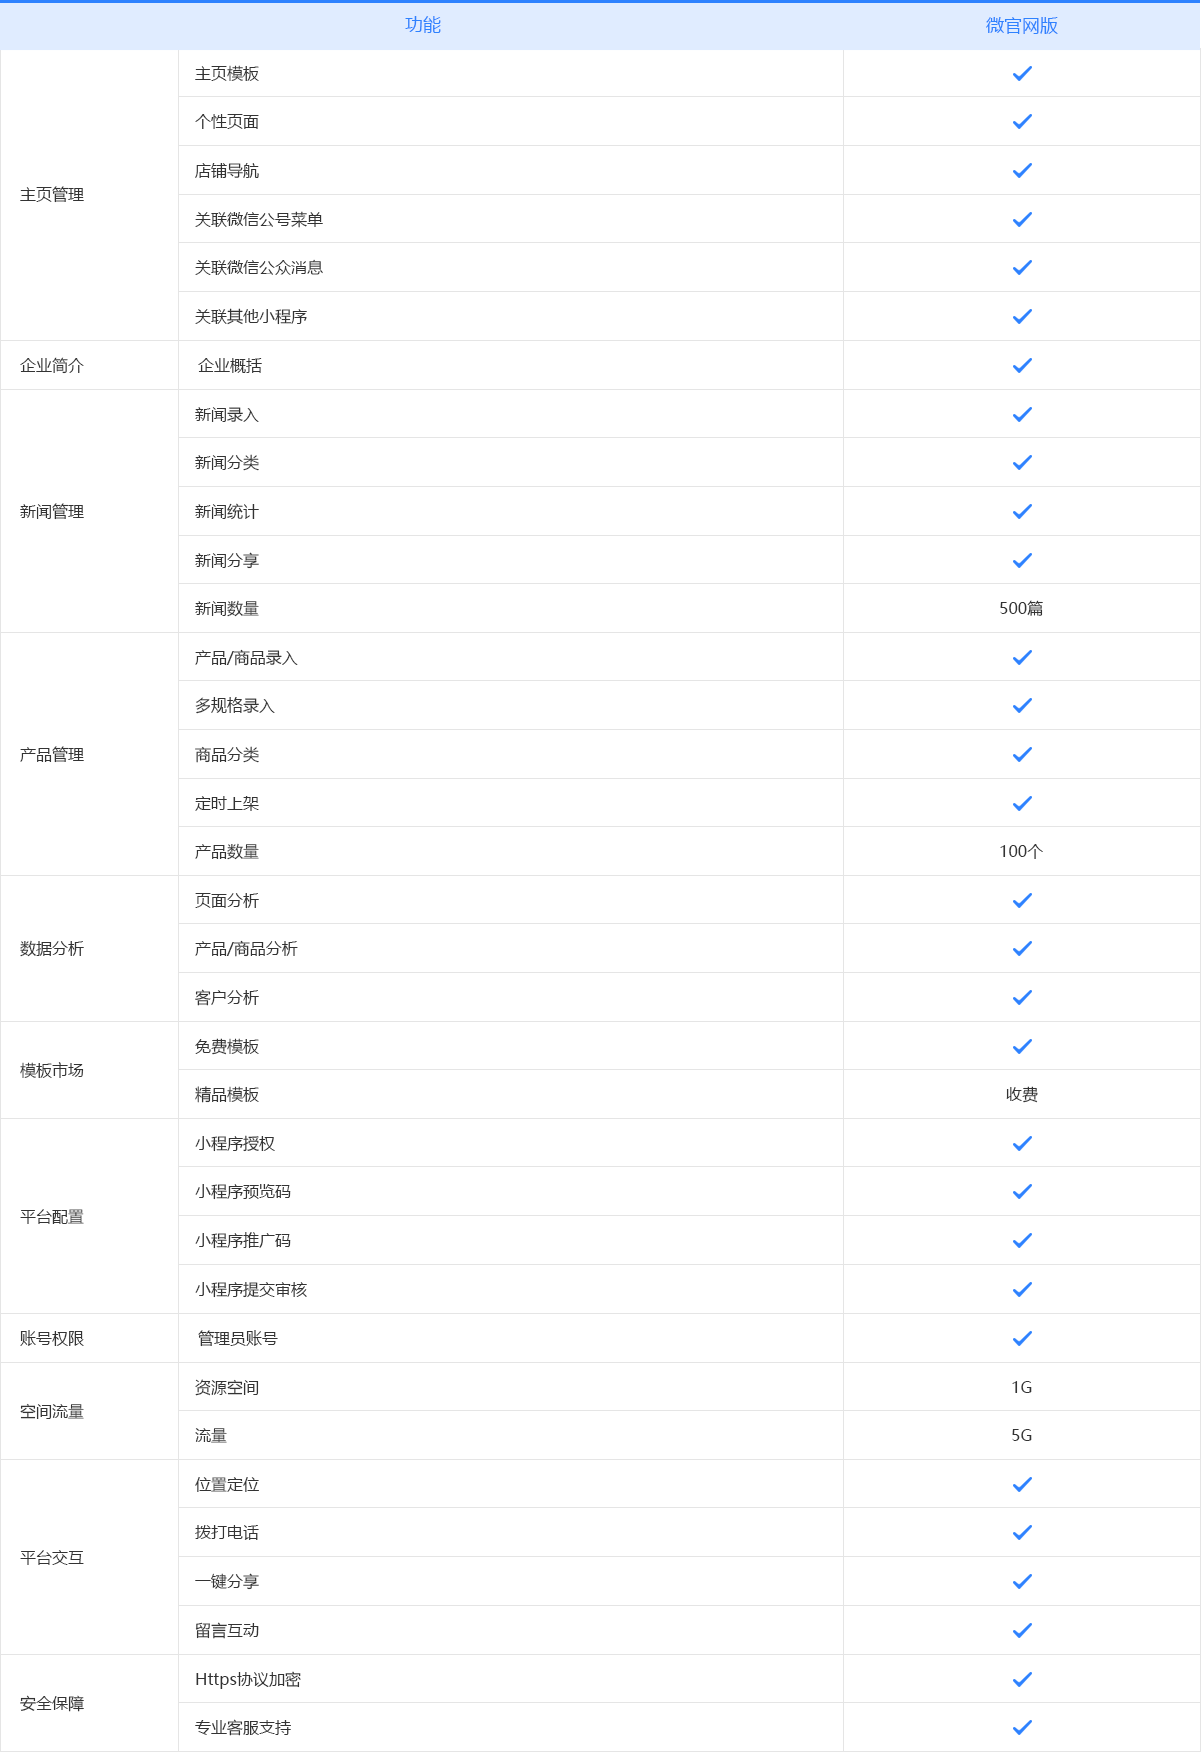 功能
微官网版
主页管理
主页模板
个性页面
店铺导航
关联微信公号菜单
关联微信公众消息
关联其他小程序
企业简介
企业概括
新闻管理
新闻录入
新闻分类
新闻统计
新闻分享
新闻数量
500篇
产品管理
产品/商品录入
多规格录入
商品分类
定时上架
产品数量
100个
数据分析
页面分析
产品/商品分析
客户分析
模板市场
免费模板
精品模板
收费
平台配置
小程序授权
小程序预览码
小程序推广码
小程序提交审核
账号权限
管理员账号
空间流量
资源空间
1G
流量
5G
平台交互
位置定位
拨打电话
一键分享
留言互动
安全保障
Https协议加密
专业客服支持